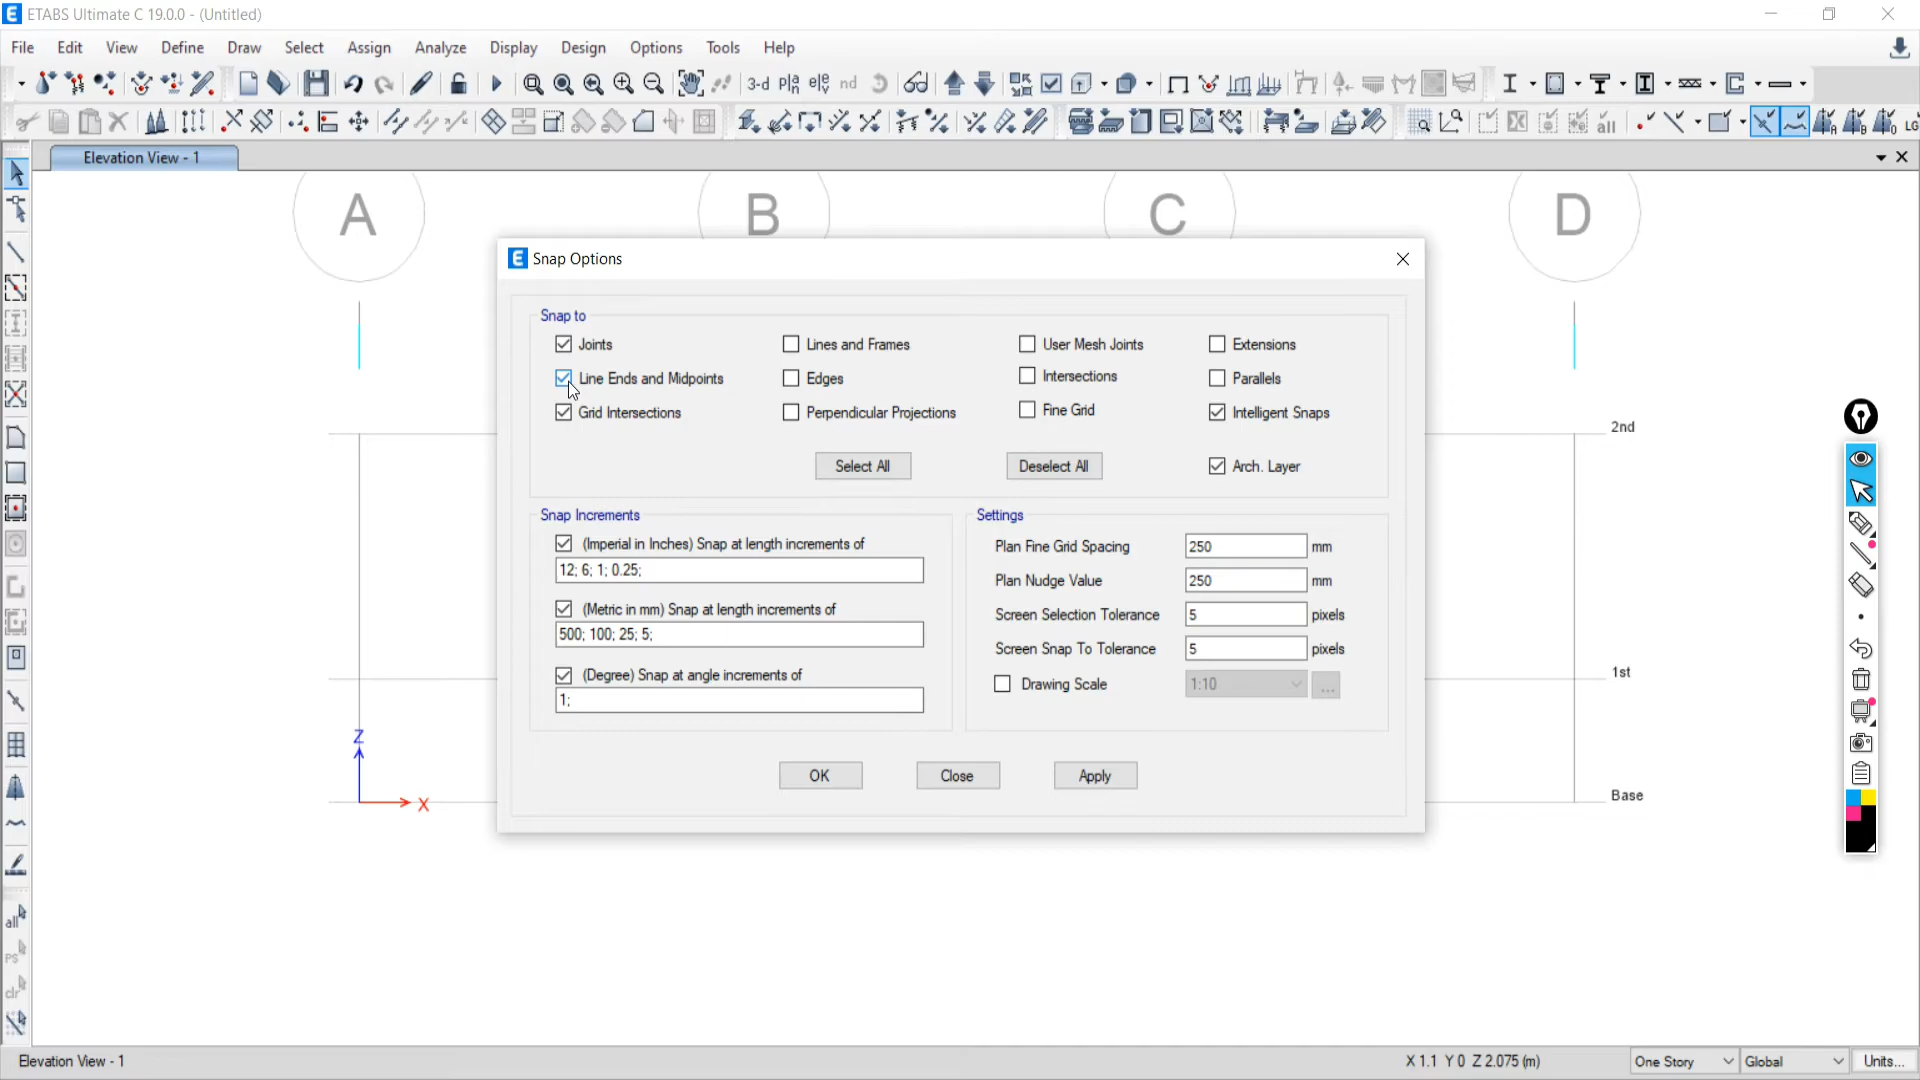 ETABS Ultimate C 19.0.0 - (Untitled)
File Edit View Define Draw Select Assign Analyze Display Design Options Tools Help
3-d
nd
all
LG
Elevation View - 1
A B C D
Snap Options
Snap to
Joints Lines and Frames User Mesh Joints Extensions
Line Ends and Midpoints Edges Intersections Parallels
Grid Intersections Perpendicular Projections Fine Grid Intelligent Snaps
Select All Deselect All Arch. Layer
2nd
Snap Increments
(Imperial in Inches) Snap at length increments of
12; 6; 1; 0.25;
(Metric in mm) Snap at length increments of
500; 100; 25; 5;
(Degree) Snap at angle increments of
1;
Settings
Plan Fine Grid Spacing 250 mm
Plan Nudge Value 250 mm
Screen Selection Tolerance 5 pixels
Screen Snap To Tolerance 5 pixels
Drawing Scale 1:10 ...
1st
OK Close Apply
Z
X
Base
all
ps
clr
Elevation View - 1
X 1.1 Y 0 Z 2.075 (m)
One Story Global Units...